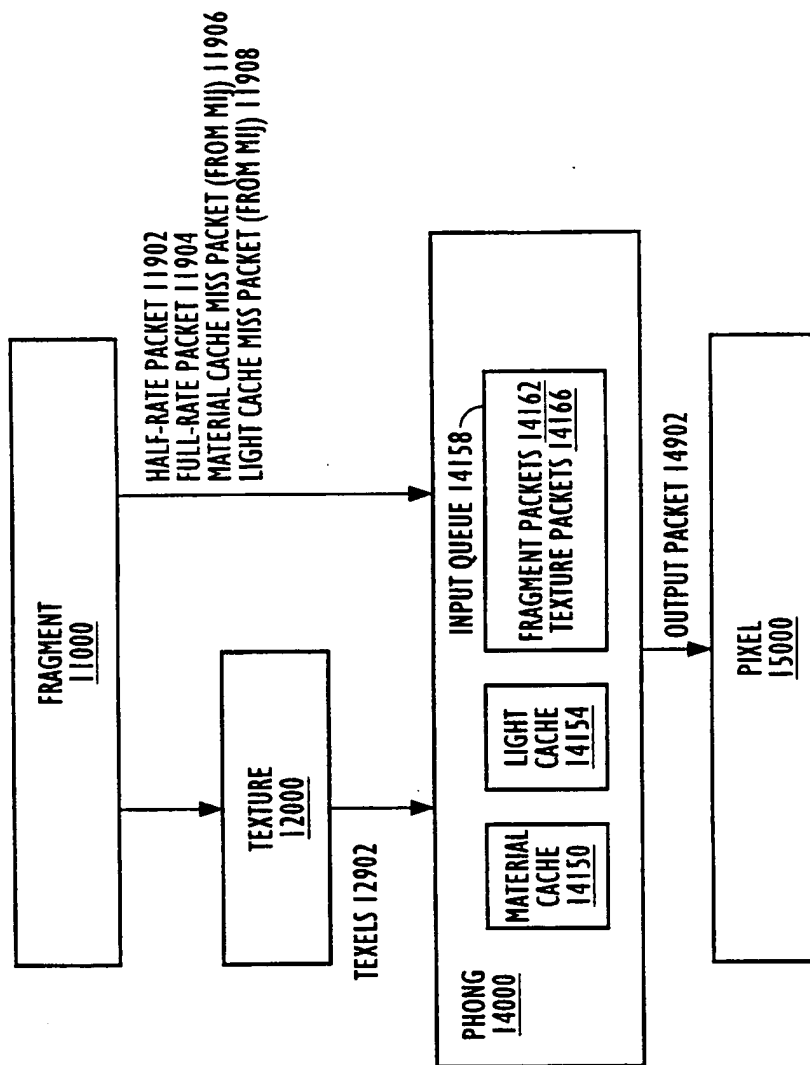 FRAGMENT
11000
HALF-RATE PACKET 11902
FULL-RATE PACKET 11904
MATERIAL CACHE MISS PACKET (FROM MIJ) 11906
LIGHT CACHE MISS PACKET (FROM MIJ) 11908
TEXTURE
12000
TEXELS 12902
PHONG
14000
MATERIAL
CACHE
14150
LIGHT
CACHE
14154
INPUT QUEUE 14158
FRAGMENT PACKETS 14162
TEXTURE PACKETS 14166
OUTPUT PACKET 14902
PIXEL
15000